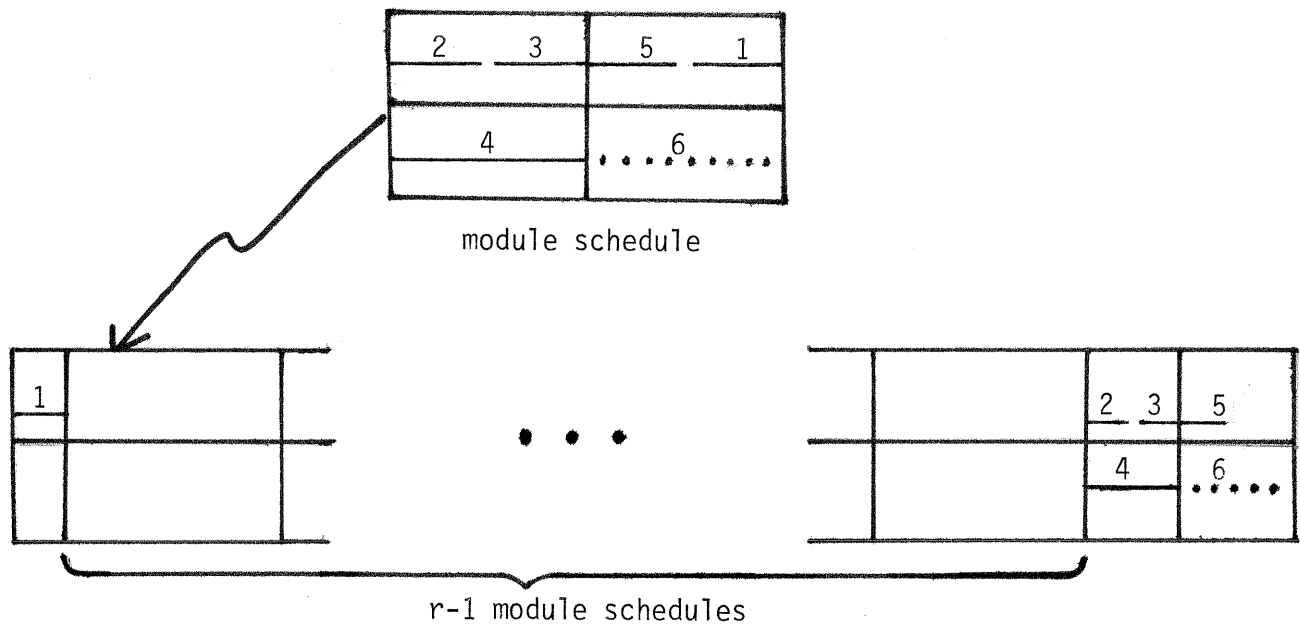 2 3 5 1
4 6
module schedule
1
2 3 5
4 6
r-1 module schedules